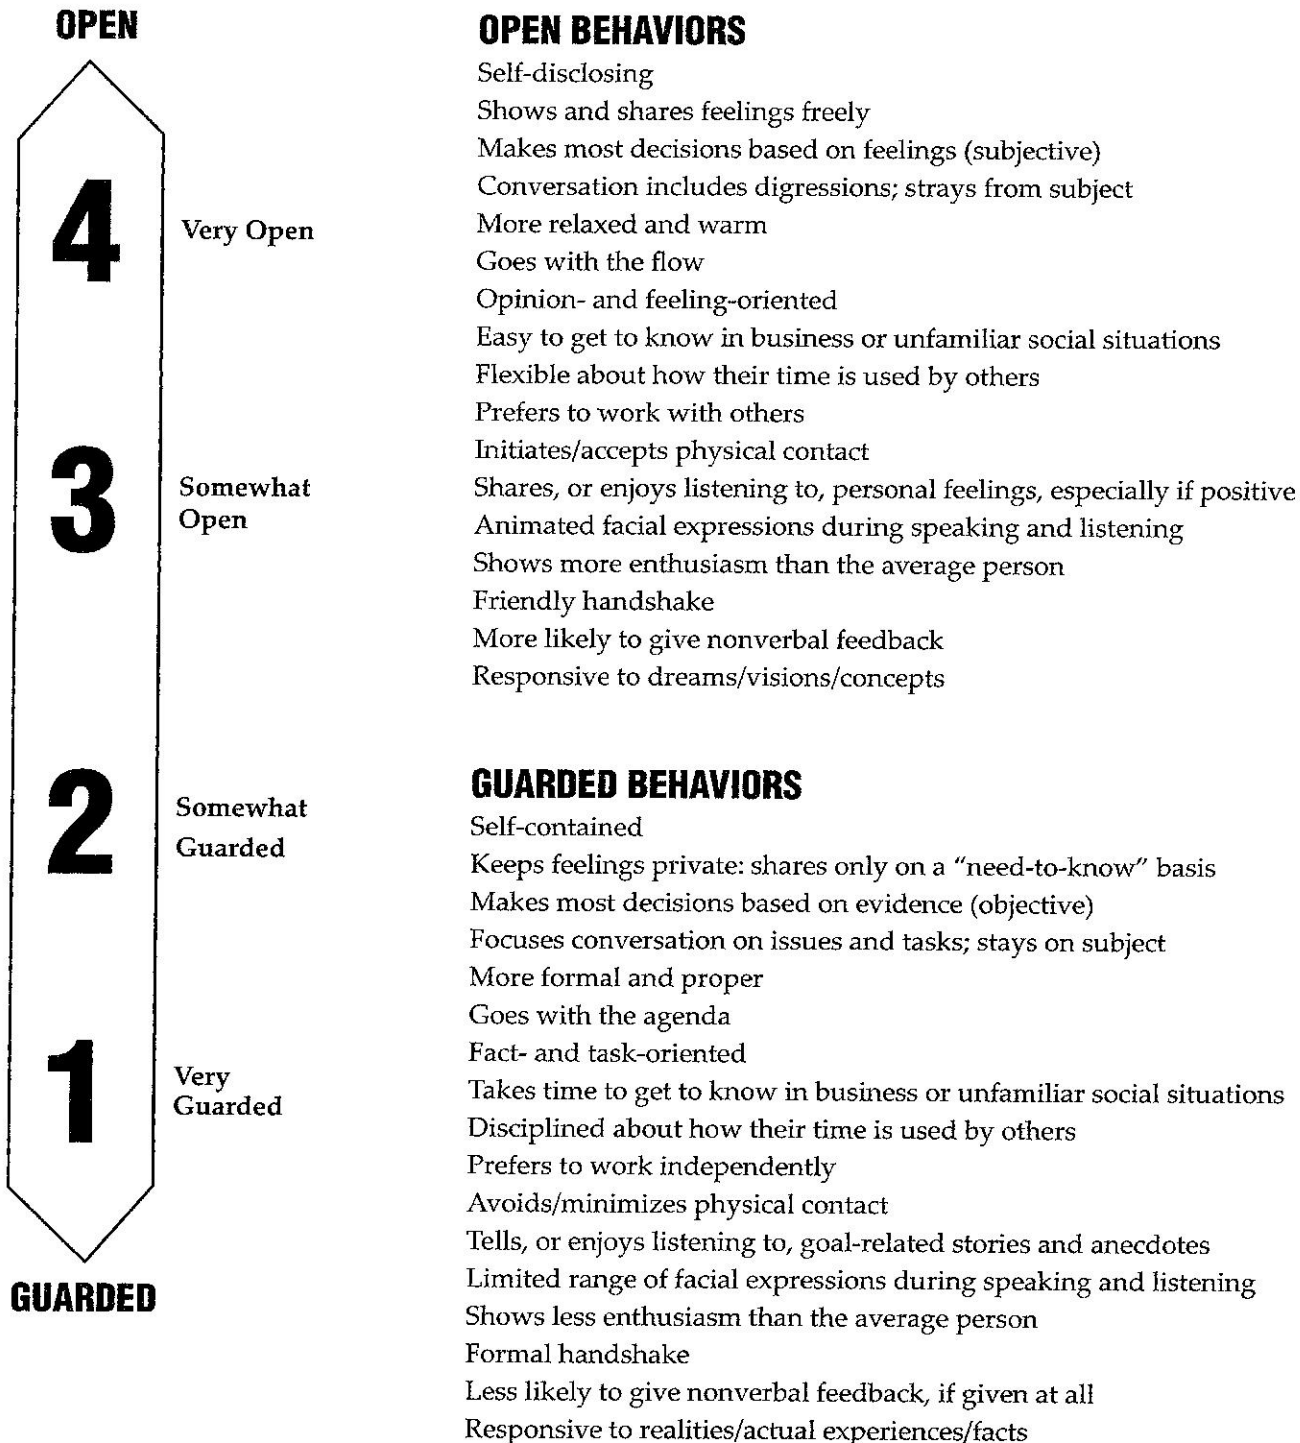 OPEN
4
Very Open
3
Somewhat
Open
2
Somewhat
Guarded
1
Very
Guarded
GUARDED
OPEN BEHAVIORS
Self-disclosing
Shows and shares feelings freely
Makes most decisions based on feelings (subjective)
Conversation includes digressions; strays from subject
More relaxed and warm
Goes with the flow
Opinion- and feeling-oriented
Easy to get to know in business or unfamiliar social situations
Flexible about how their time is used by others
Prefers to work with others
Initiates/accepts physical contact
Shares, or enjoys listening to, personal feelings, especially if positive
Animated facial expressions during speaking and listening
Shows more enthusiasm than the average person
Friendly handshake
More likely to give nonverbal feedback
Responsive to dreams/visions/concepts
GUARDED BEHAVIORS
Self-contained
Keeps feelings private: shares only on a "need-to-know" basis
Makes most decisions based on evidence (objective)
Focuses conversation on issues and tasks; stays on subject
More formal and proper
Goes with the agenda
Fact- and task-oriented
Takes time to get to know in business or unfamiliar social situations
Disciplined about how their time is used by others
Prefers to work independently
Avoids/minimizes physical contact
Tells, or enjoys listening to, goal-related stories and anecdotes
Limited range of facial expressions during speaking and listening
Shows less enthusiasm than the average person
Formal handshake
Less likely to give nonverbal feedback, if given at all
Responsive to realities/actual experiences/facts